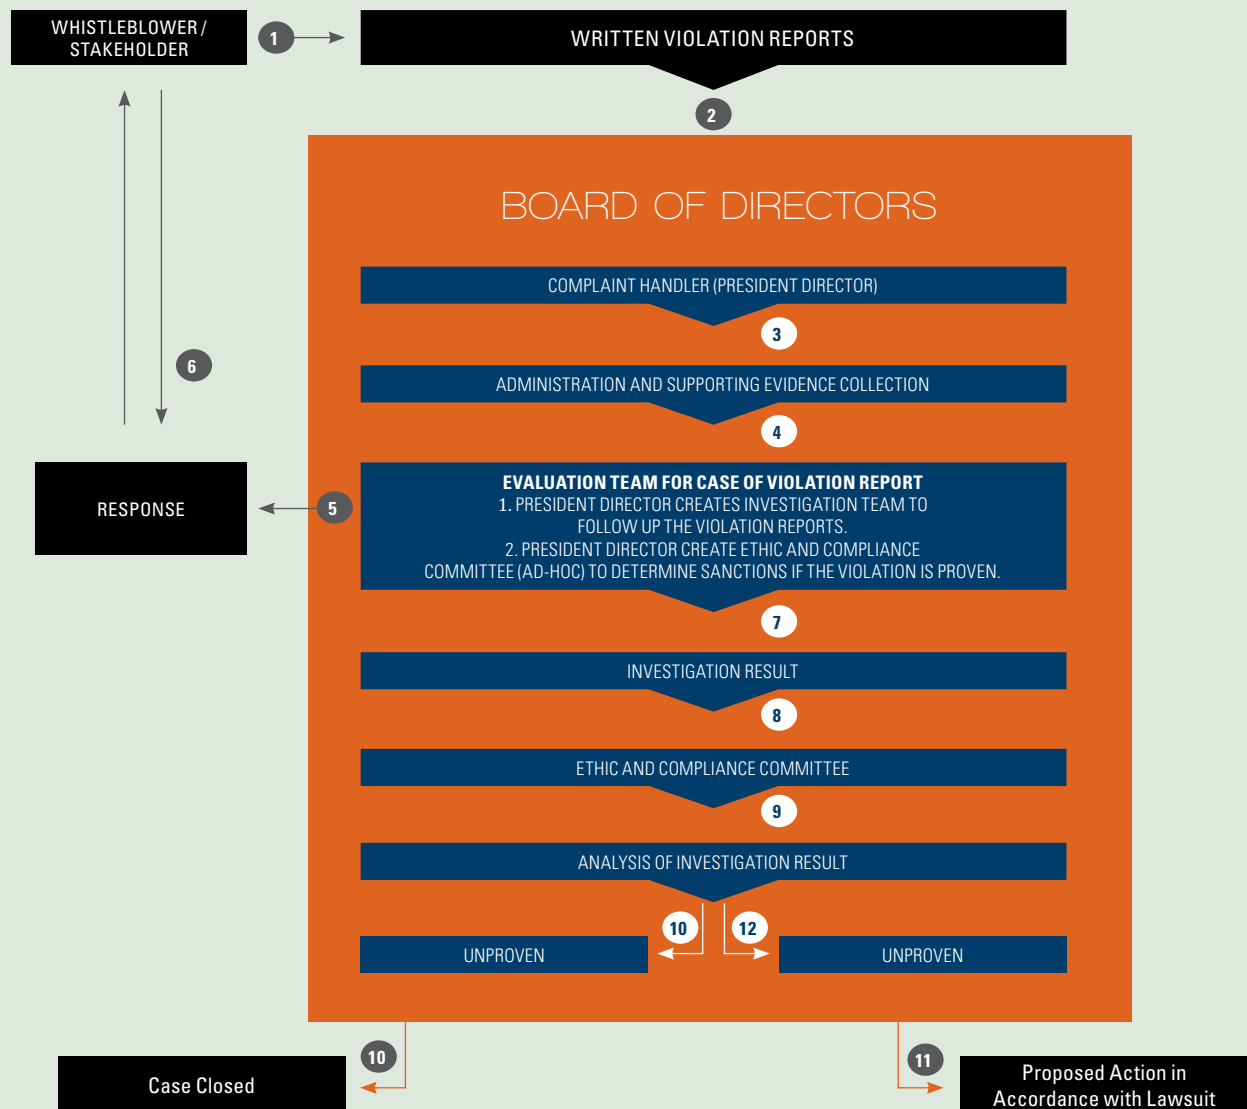 WHISTLEBLOWER /
STAKEHOLDER
1
WRITTEN VIOLATION REPORTS
2
BOARD OF DIRECTORS
COMPLAINT HANDLER (PRESIDENT DIRECTOR)
3
6
ADMINISTRATION AND SUPPORTING EVIDENCE COLLECTION
4
RESPONSE
5
EVALUATION TEAM FOR CASE OF VIOLATION REPORT
1. PRESIDENT DIRECTOR CREATES INVESTIGATION TEAM TO
FOLLOW UP THE VIOLATION REPORTS.
2. PRESIDENT DIRECTOR CREATE ETHIC AND COMPLIANCE
COMMITTEE (AD-HOC) TO DETERMINE SANCTIONS IF THE VIOLATION IS PROVEN.
7
INVESTIGATION RESULT
8
ETHIC AND COMPLIANCE COMMITTEE
9
ANALYSIS OF INVESTIGATION RESULT
10
12
UNPROVEN
UNPROVEN
10
11
Case Closed
Proposed Action in
Accordance with Lawsuit